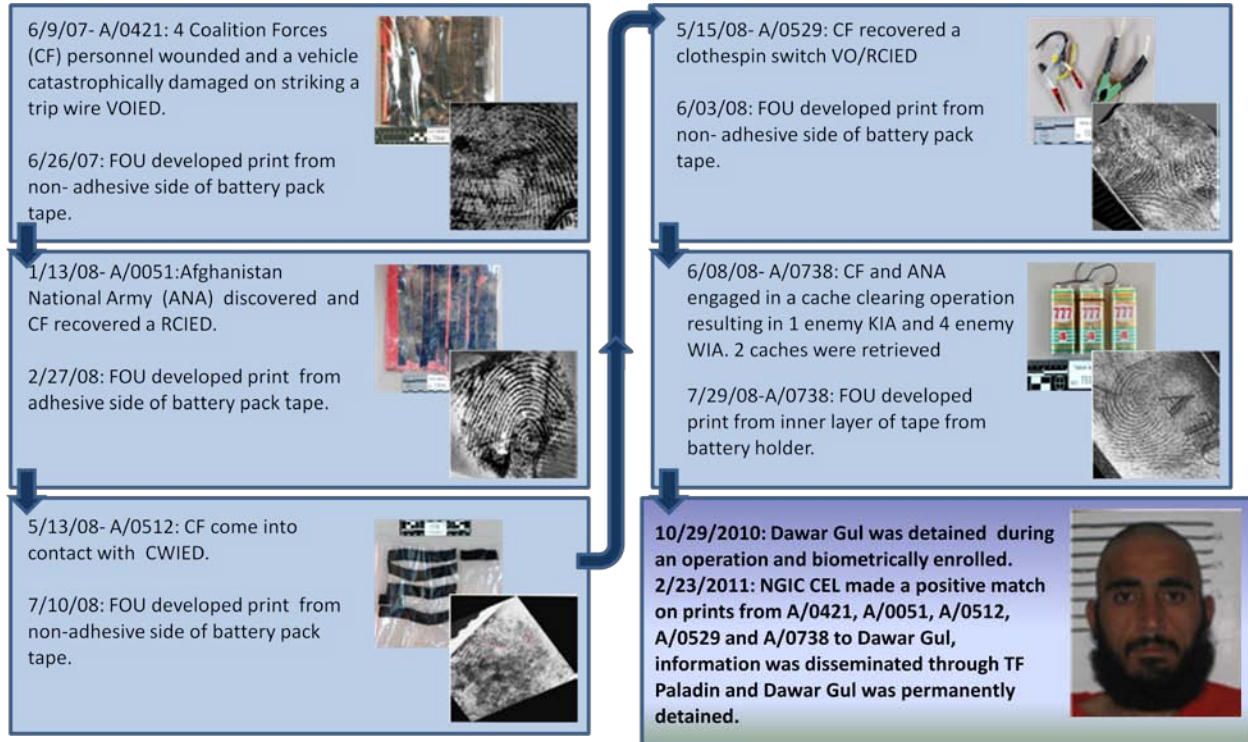 6/9/07- A/0421: 4 Coalition Forces
(CF) personnel wounded and a vehicle
catastrophically damaged on striking a
trip wire VOIED.
6/26/07: FOU developed print from
non- adhesive side of battery pack
tape.
1/13/08- A/0051:Afghanistan
National Army (ANA) discovered and
CF recovered a RCIED.
2/27/08: FOU developed print from
adhesive side of battery pack tape.
5/13/08- A/0512: CF come into
contact with CWIED.
7/10/08: FOU developed print from
non-adhesive side of battery pack
tape.
5/15/08- A/0529: CF recovered a
clothespin switch VO/RCIED
6/03/08: FOU developed print from
non- adhesive side of battery pack
tape.
6/08/08- A/0738: CF and ANA
engaged in a cache clearing operation
resulting in 1 enemy KIA and 4 enemy
WIA. 2 caches were retrieved
777 777 777
7/29/08-A/0738: FOU developed
print from inner layer of tape from
battery holder.
10/29/2010: Dawar Gul was detained during
an operation and biometrically enrolled.
2/23/2011: NGIC CEL made a positive match
on prints from A/0421, A/0051, A/0512,
A/0529 and A/0738 to Dawar Gul,
information was disseminated through TF
Paladin and Dawar Gul was permanently
detained.